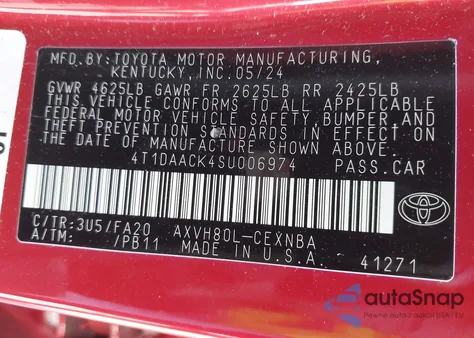 MFD. BY: TOYOTA MOTOR MANUFACTURING,
KENTUCKY, INC. 05/24
GVWR 4625LB GAWR FR 2625LB RR 2425LB
THIS VEHICLE CONFORMS TO ALL APPLICABLE
FEDERAL MOTOR VEHICLE SAFETY, BUMPER, AND
THEFT PREVENTION STANDARDS IN EFFECT ON
THE DATE OF MANUFACTURE SHOWN ABOVE.
4T1DAACK4SU006974 PASS. CAR
C/TR: 3U5/FA20 AXVH80L-CEXNBA
A/TM: /PB11 MADE IN U.S.A.
41271
TOYOTA
autoSnap